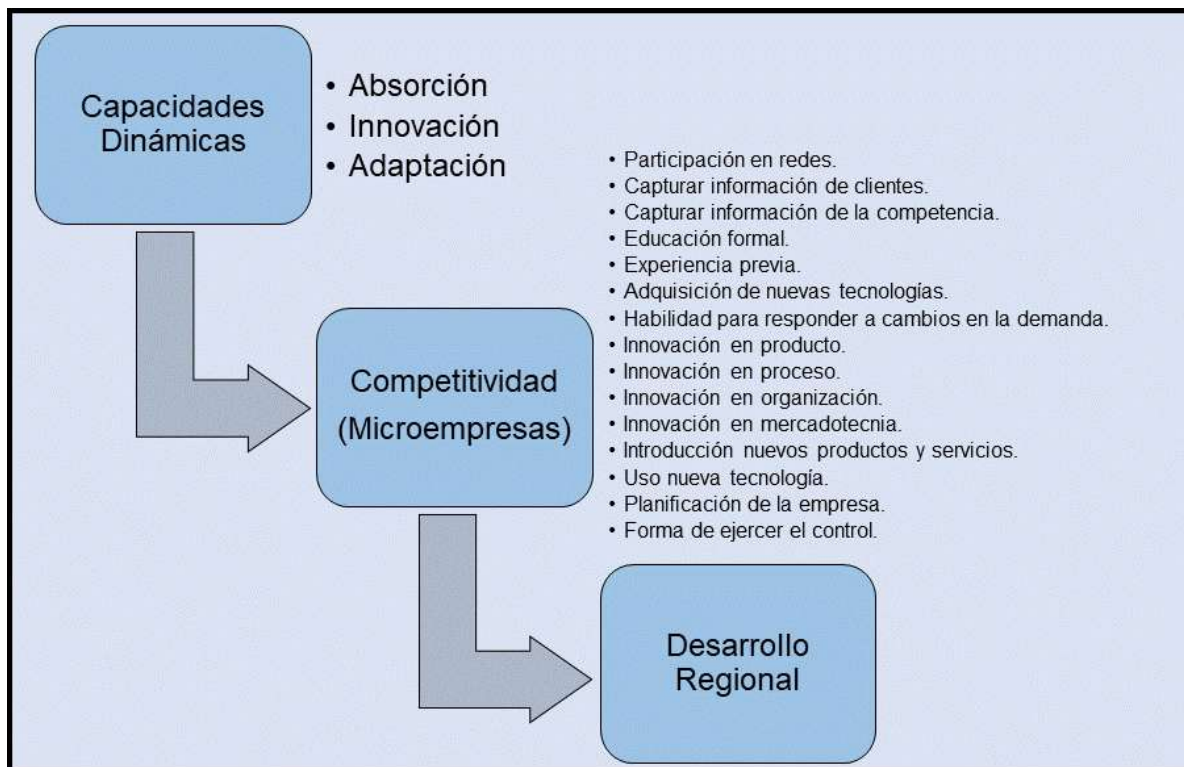 Capacidades
Dinámicas
• Absorción
• Innovación
• Adaptación
Competitividad
(Microempresas)
• Participación en redes.
• Capturar información de clientes.
• Capturar información de la competencia.
• Educación formal.
• Experiencia previa.
• Adquisición de nuevas tecnologías.
• Habilidad para responder a cambios en la demanda.
• Innovación en producto.
• Innovación en proceso.
• Innovación en organización.
• Innovación en mercadotecnia.
• Introducción nuevos productos y servicios.
• Uso nueva tecnología.
• Planificación de la empresa.
• Forma de ejercer el control.
Desarrollo
Regional